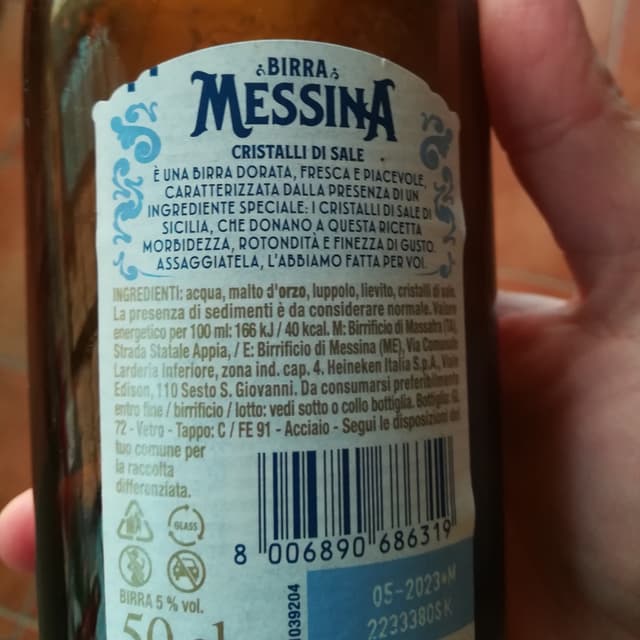 BIRRA
MESSINA
CRISTALLI DI SALE
È UNA BIRRA DORATA, FRESCA E PIACEVOLE,
CARATTERIZZATA DALLA PRESENZA DI UN
INGREDIENTE SPECIALE: I CRISTALLI DI SALE DI
SICILIA, CHE DONANO A QUESTA RICETTA
MORBIDEZZA, ROTONDITÀ E FINEZZA DI GUSTO.
ASSAGGIATELA, L'ABBIAMO FATTA PER VOI.
INGREDIENTI: acqua, malto d'orzo, luppolo, lievito, cristalli di sale.
La presenza di sedimenti è da considerare normale. Valore
energetico per 100 ml: 166 kJ / 40 kcal. M: Birrificio di Massafra (TA),
Strada Statale Appia, / E: Birrificio di Messina (ME), Via Comunale
Larderia Inferiore, zona ind. cap. 4. Heineken Italia S.p.A., Viale
Edison, 110 Sesto S. Giovanni. Da consumarsi preferibilmente
entro fine / birrificio / lotto: vedi sotto o collo bottiglia. Bottiglia: GL
72 - Vetro - Tappo: C / FE 91 - Acciaio - Segui le disposizioni del
tuo comune per
la raccolta
differenziata.
GLASS
8 006890 686319
BIRRA 5 % vol.
50 cl
039204
05-2023*M
2233380SK